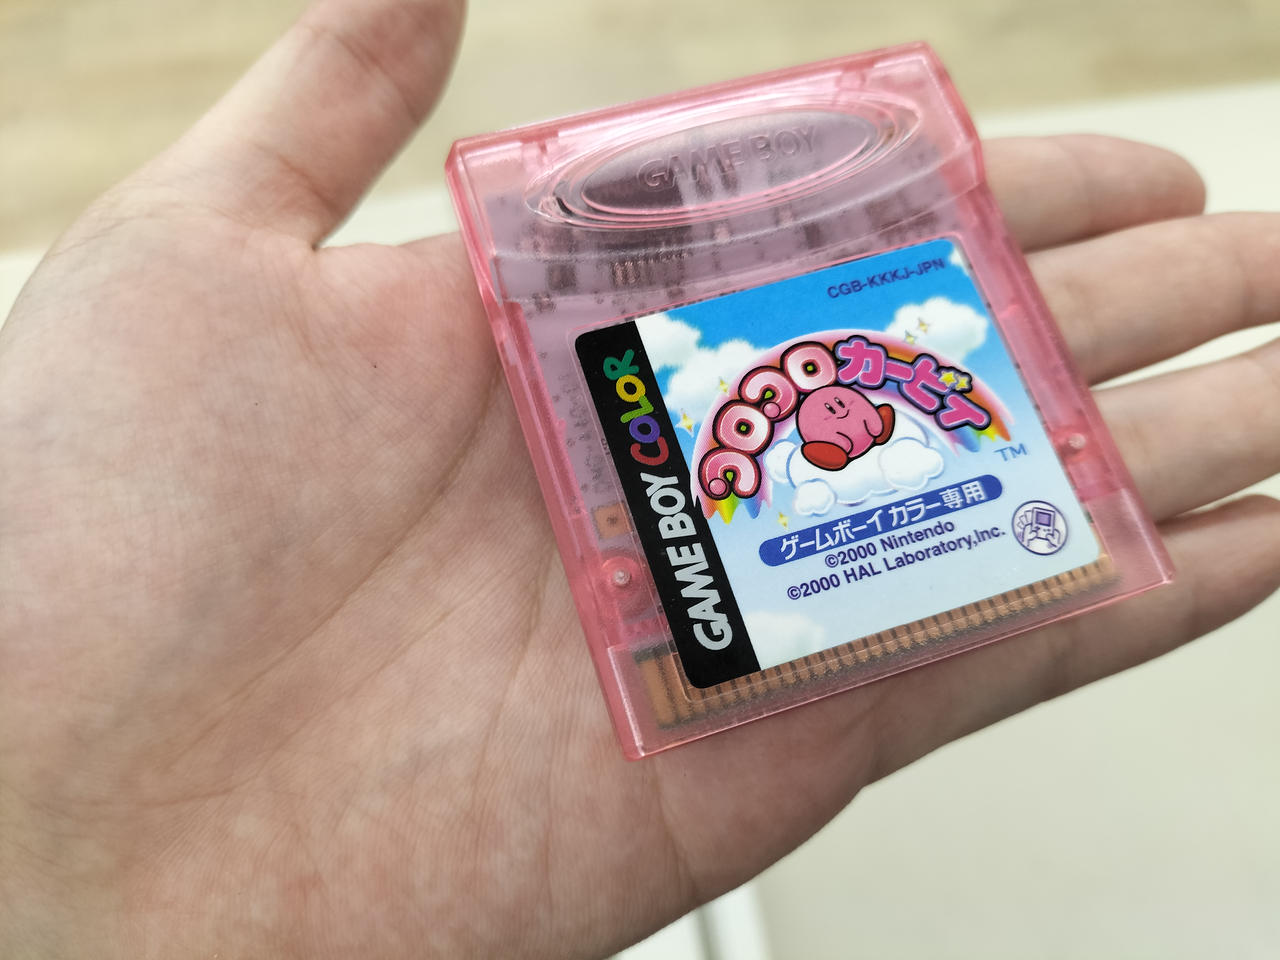 GAME BOY
CGB-KKKJ-JPN
GAME BOY COLOR
コロコロカービィ
TM
ゲームボーイカラー専用
©2000 Nintendo
©2000 HAL Laboratory,Inc.